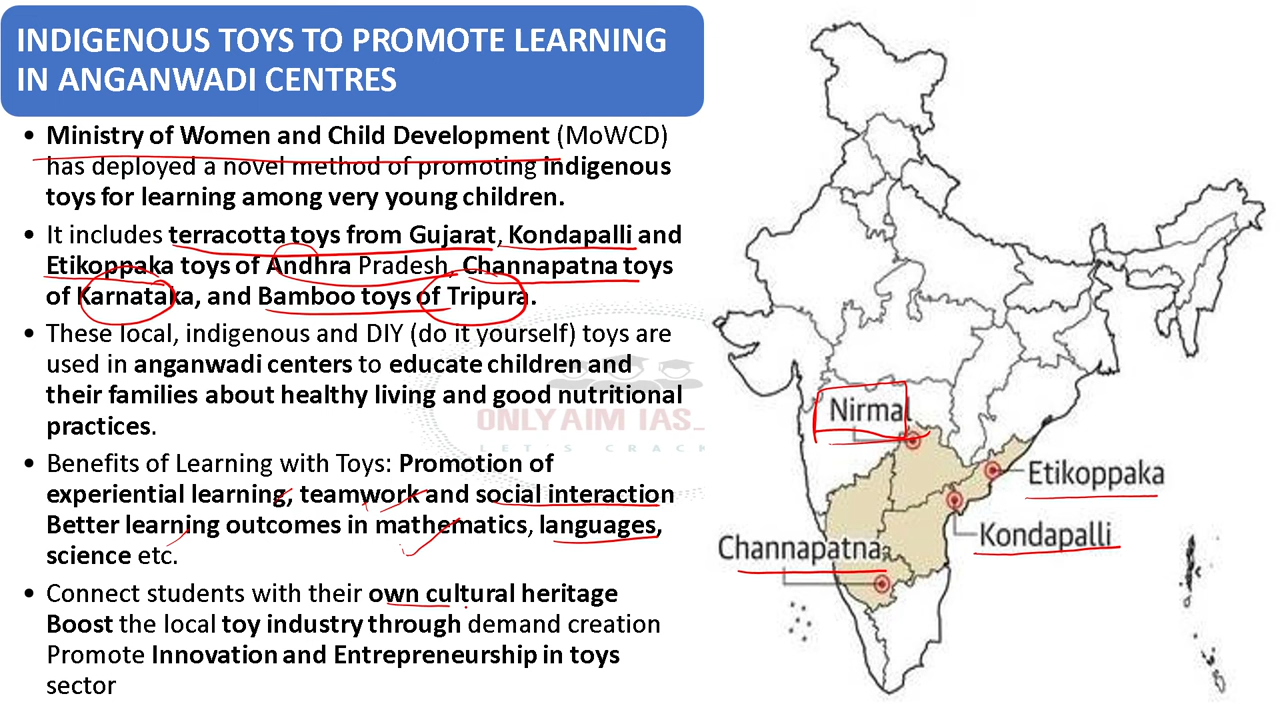 INDIGENOUS TOYS TO PROMOTE LEARNING
IN ANGANWADI CENTRES
• Ministry of Women and Child Development (MoWCD)
has deployed a novel method of promoting indigenous
toys for learning among very young children.
• It includes terracotta toys from Gujarat, Kondapalli and
Etikoppaka toys of Andhra Pradesh, Channapatna toys
of Karnataka, and Bamboo toys of Tripura.
• These local, indigenous and DIY (do it yourself) toys are
used in anganwadi centers to educate children and
their families about healthy living and good nutritional
practices.
• Benefits of Learning with Toys: Promotion of
experiential learning, teamwork and social interaction
Better learning outcomes in mathematics, languages,
science etc.
• Connect students with their own cultural heritage
Boost the local toy industry through demand creation
Promote Innovation and Entrepreneurship in toys
sector
ONLY AIM IAS
LET'S CRACK
Nirmal
Etikoppaka
Kondapalli
Channapatna